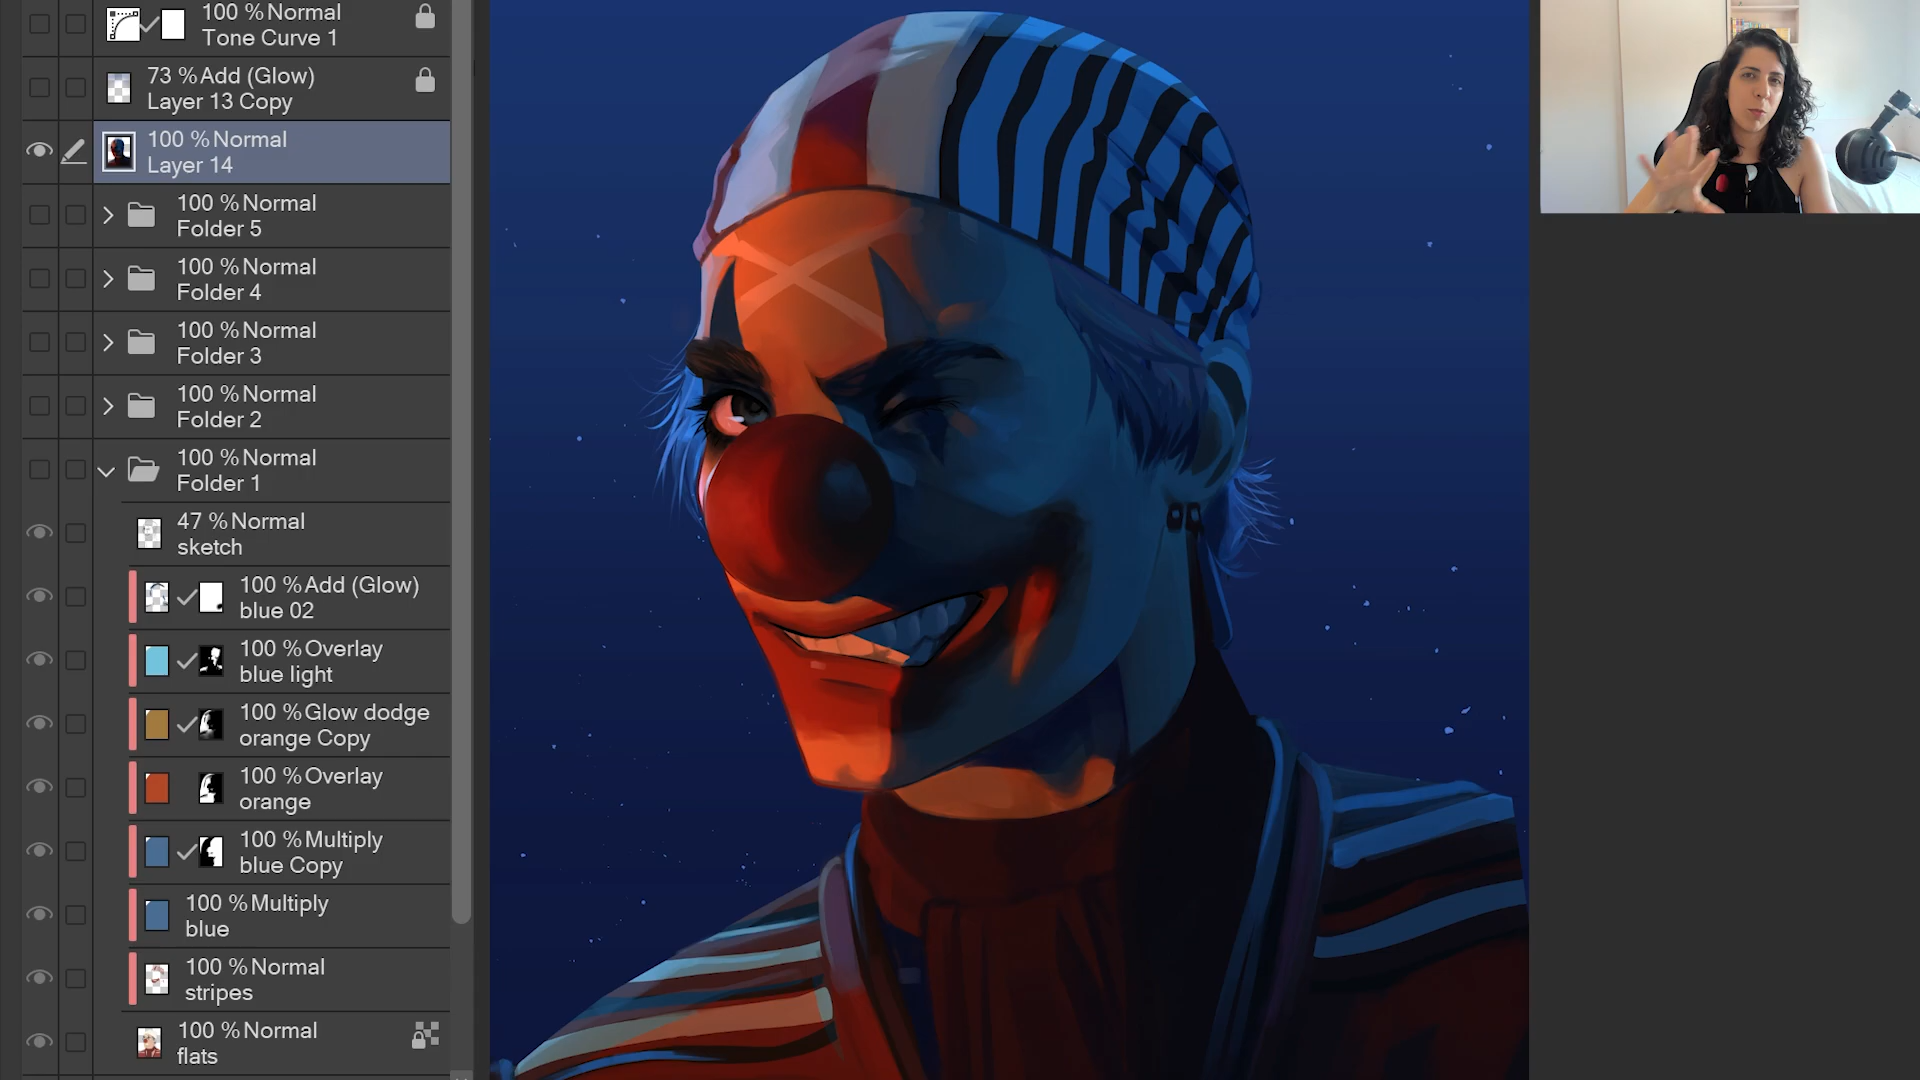 100 %Normal
Tone Curve 1
73 %Add (Glow)
Layer 13 Copy
100 %Normal
Layer 14
100 %Normal
Folder 5
100 %Normal
Folder 4
100 %Normal
Folder 3
100 %Normal
Folder 2
100 %Normal
Folder 1
47 %Normal
sketch
100 %Add (Glow)
blue 02
100 %Overlay
blue light
100 %Glow dodge
orange Copy
100 %Overlay
orange
100 %Multiply
blue Copy
100 %Multiply
blue
100 %Normal
stripes
100 %Normal
flats